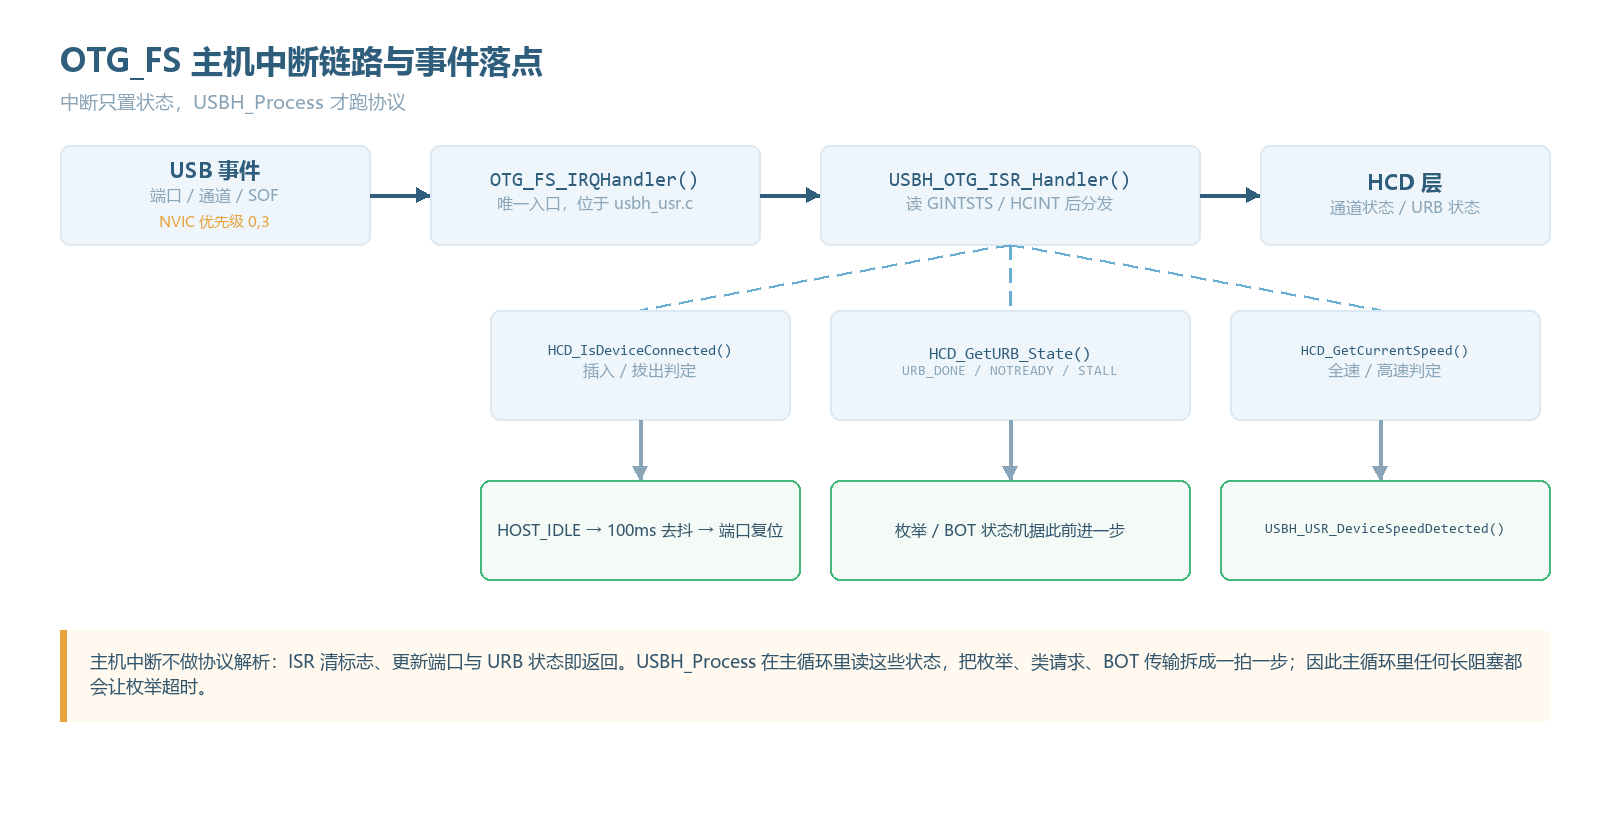 OTG_FS 主机中断链路与事件落点
中断只置状态，USBH_Process 才跑协议
USB 事件
端口 / 通道 / SOF
NVIC 优先级 0,3
OTG_FS_IRQHandler()
唯一入口，位于 usbh_usr.c
USBH_OTG_ISR_Handler()
读 GINTSTS / HCINT 后分发
HCD 层
通道状态 / URB 状态
HCD_IsDeviceConnected()
插入 / 拔出判定
HCD_GetURB_State()
URB_DONE / NOTREADY / STALL
HCD_GetCurrentSpeed()
全速 / 高速判定
HOST_IDLE → 100ms 去抖 → 端口复位
枚举 / BOT 状态机据此前进一步
USBH_USR_DeviceSpeedDetected()
主机中断不做协议解析：ISR 清标志、更新端口与 URB 状态即返回。USBH_Process 在主循环里读这些状态，把枚举、类请求、BOT 传输拆成一拍一步；因此主循环里任何长阻塞都
会让枚举超时。